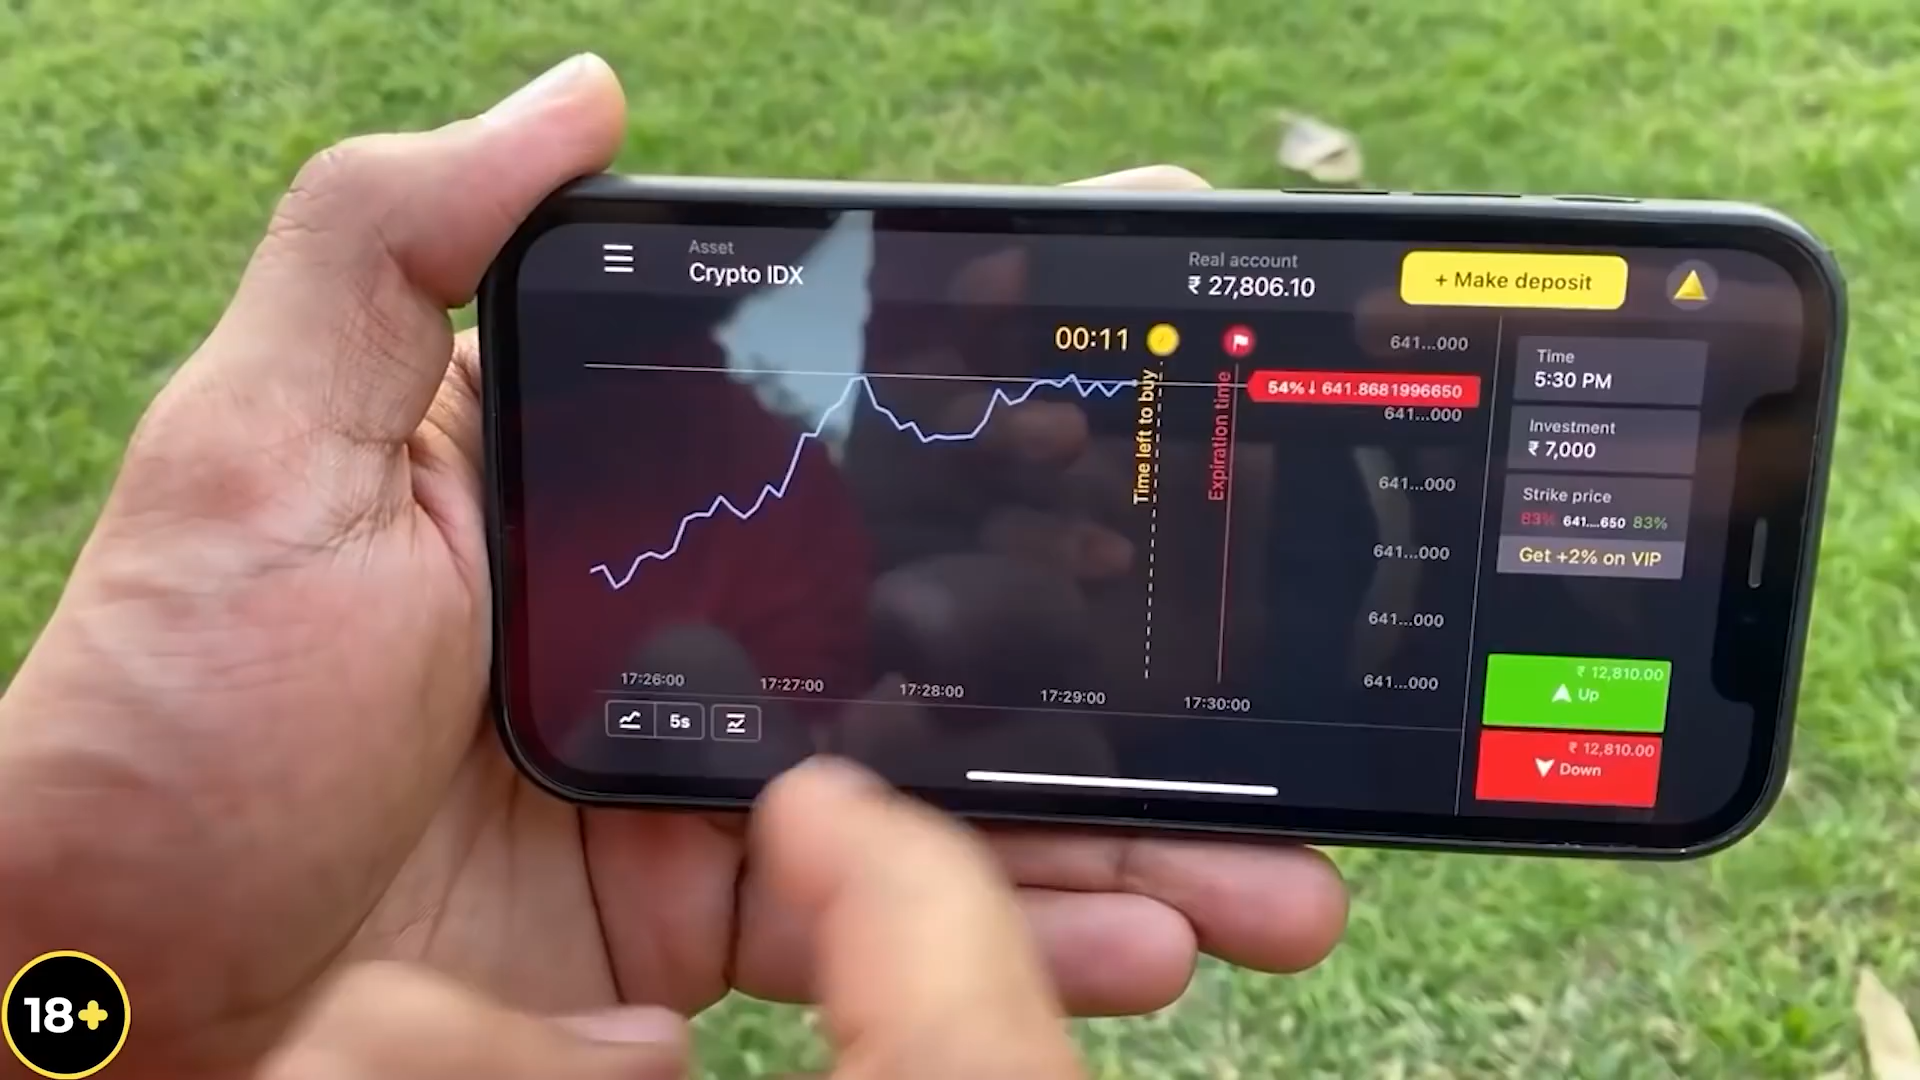 Asset
Crypto IDX
Real account
₹ 27,806.10
+ Make deposit
00:11
Time left to buy
Expiration time
641...000
54%↓ 641.8681996650
641...000
641...000
641...000
641...000
641...000
Time
5:30 PM
Investment
₹ 7,000
Strike price
83% 641....650 83%
Get +2% on VIP
₹ 12,810.00
Up
₹ 12,810.00
Down
17:26:00
17:27:00
17:28:00
17:29:00
17:30:00
5s
18+